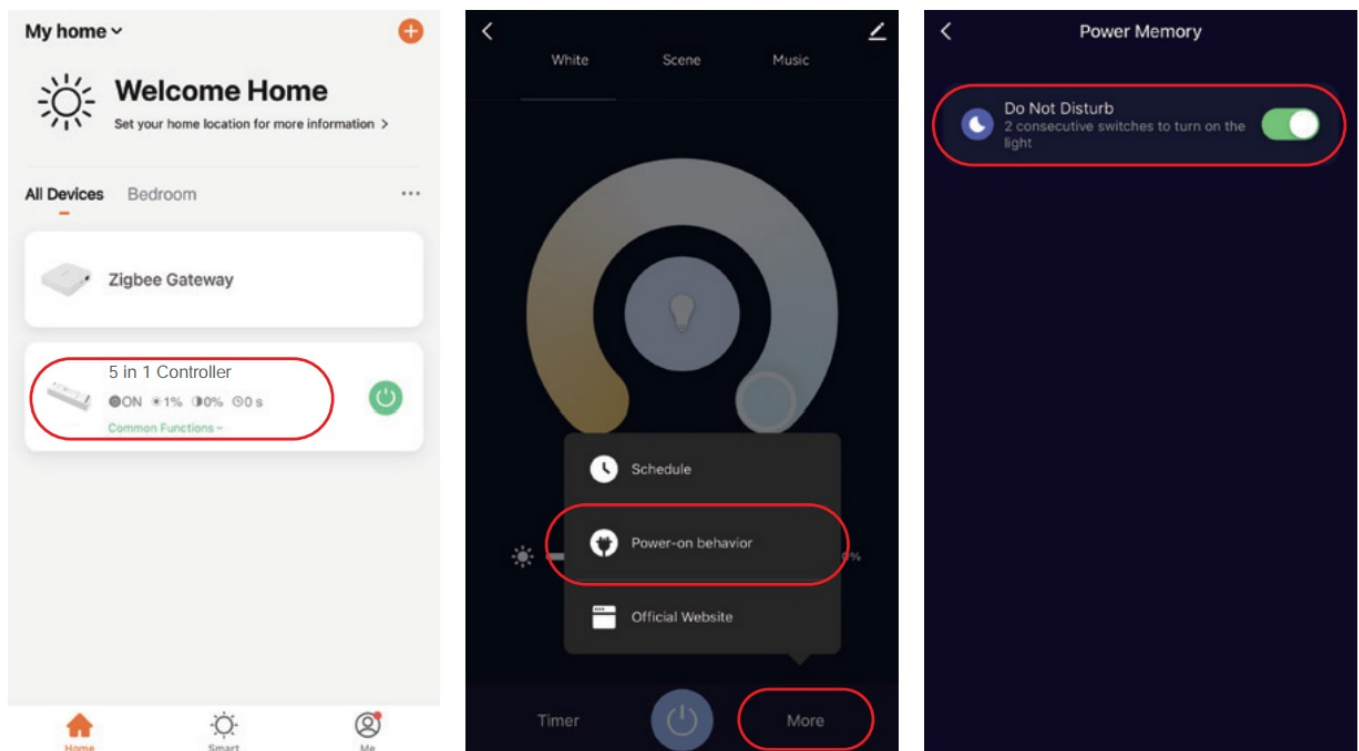 My home
Welcome Home
Set your home location for more information >
All Devices Bedroom ...
Zigbee Gateway
5 in 1 Controller
ON 1% 0% 0 s
Common Functions
Home Smart Me
White Scene Music
Schedule
Power-on behavior
Official Website
Timer More
Power Memory
Do Not Disturb
2 consecutive switches to turn on the
light